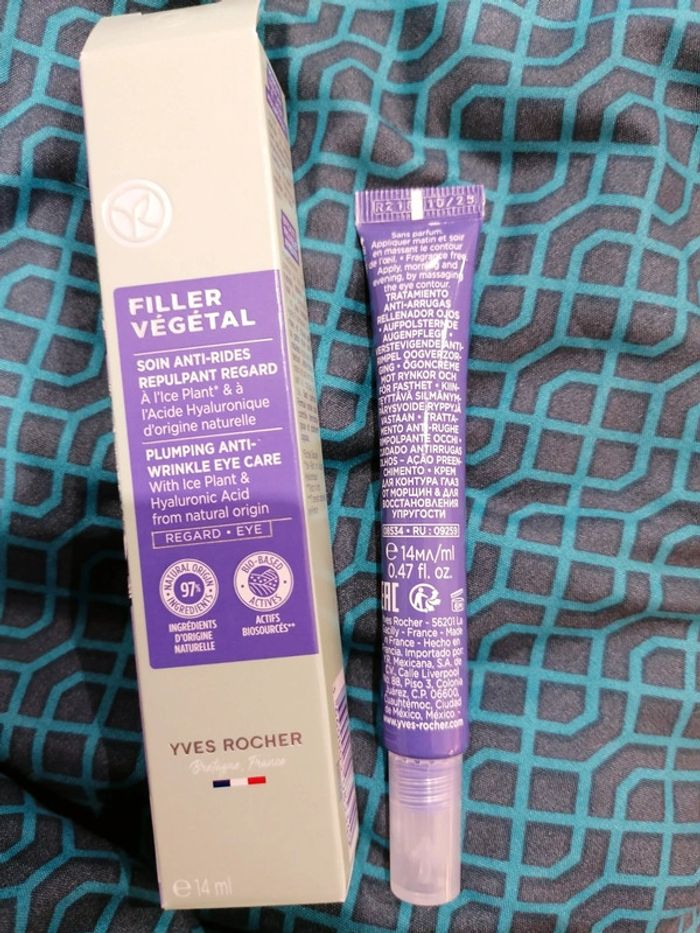 FILLER
VÉGÉTAL
SOIN ANTI-RIDES
REPULPANT REGARD
À l'Ice Plant* & à
l'Acide Hyaluronique
d'origine naturelle
PLUMPING ANTI-
WRINKLE EYE CARE
With Ice Plant &
Hyaluronic Acid
from natural origin
REGARD • EYE
NATURAL ORIGIN
97%
INGREDIENTS
INGRÉDIENTS
D'ORIGINE
NATURELLE
BIO-BASED
ACTIVES
ACTIFS
BIOSOURCÉS**
YVES ROCHER
Bretagne, France
e 14 ml
10/25
Sans parfum.
Appliquer matin et soir
en massant le contour
de l'œil. • Fragrance free.
Apply, morning and
evening, by massaging
the eye contour.
TRATAMIENTO
ANTI-ARRUGAS
RELLENADOR OJOS
• AUFPOLSTERNDE
AUGENPFLEGE •
VERSTEVIGENDE ANTI-
RIMPEL OOGVERZOR-
GING • ÖGONCRÈME
MOT RYNKOR OCH
FÖR FASTHET • KIIN-
TEYTTÄVÄ SILMÄNYM-
PÄRYSVOIDE RYPPYJÄ
VASTAAN • TRATTA-
MENTO ANTI-RUGHE
RIMPOLPANTE OCCHI •
CUIDADO ANTIRRUGAS
OLHOS – AÇÃO PREEN-
CHIMENTO • КРЕМ
ДЛЯ КОНТУРА ГЛАЗ
ОТ МОРЩИН & ДЛЯ
ВОССТАНОВЛЕНИЯ
УПРУГОСТИ
08534 • RU : 09259
e 14мл/ml
0.47 fl. oz.
EAC
Yves Rocher - 56201 La
Gacilly - France - Made
in France - Hecho en
Francia. Importado por
Y.R. Mexicana, S.A. de
C.V., Calle Liverpool
No. 88, Piso 3, Colonia
Juárez, C.P. 06600,
Cuauhtémoc, Ciudad
de México, México -
www.yves-rocher.com